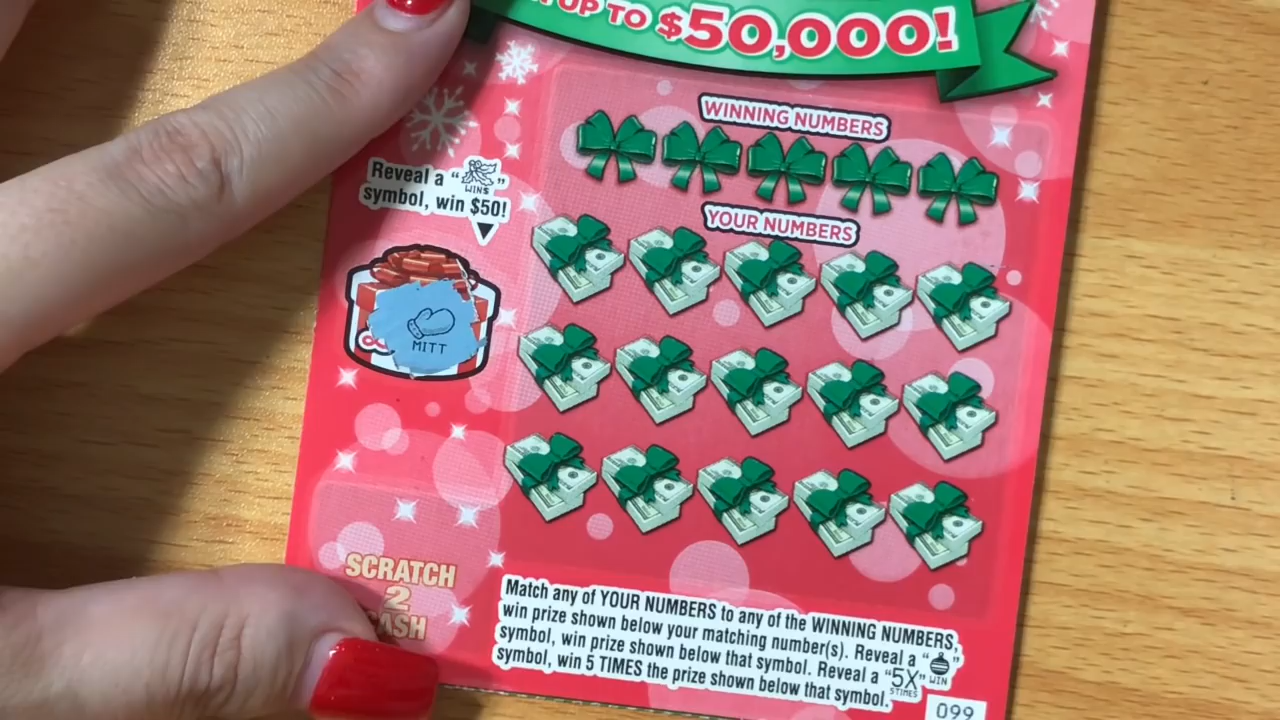 UP TO $50,000!
WINNING NUMBERS
Reveal a " WIN$ "
symbol, win $50!
YOUR NUMBERS
MITT
SCRATCH
2
CASH
Match any of YOUR NUMBERS to any of the WINNING NUMBERS,
win prize shown below your matching number(s). Reveal a " WIN "
symbol, win prize shown below that symbol. Reveal a "5X 5TIMES"
symbol, win 5 TIMES the prize shown below that symbol.
099